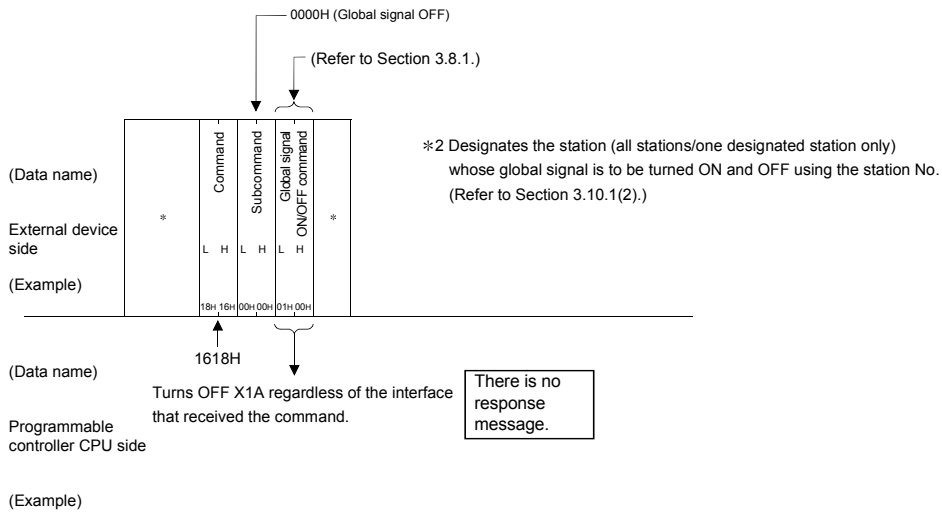 0000H (Global signal OFF)
(Refer to Section 3.8.1.)
(Data name)
External device
side
(Example)
*
Command
L H
18H 16H
Subcommand
L H
00H 00H
Global signal
ON/OFF command
L H
01H 00H
*
*2 Designates the station (all stations/one designated station only)
whose global signal is to be turned ON and OFF using the station No.
(Refer to Section 3.10.1(2).)
1618H
Turns OFF X1A regardless of the interface
that received the command.
There is no
response
message.
(Data name)
Programmable
controller CPU side
(Example)